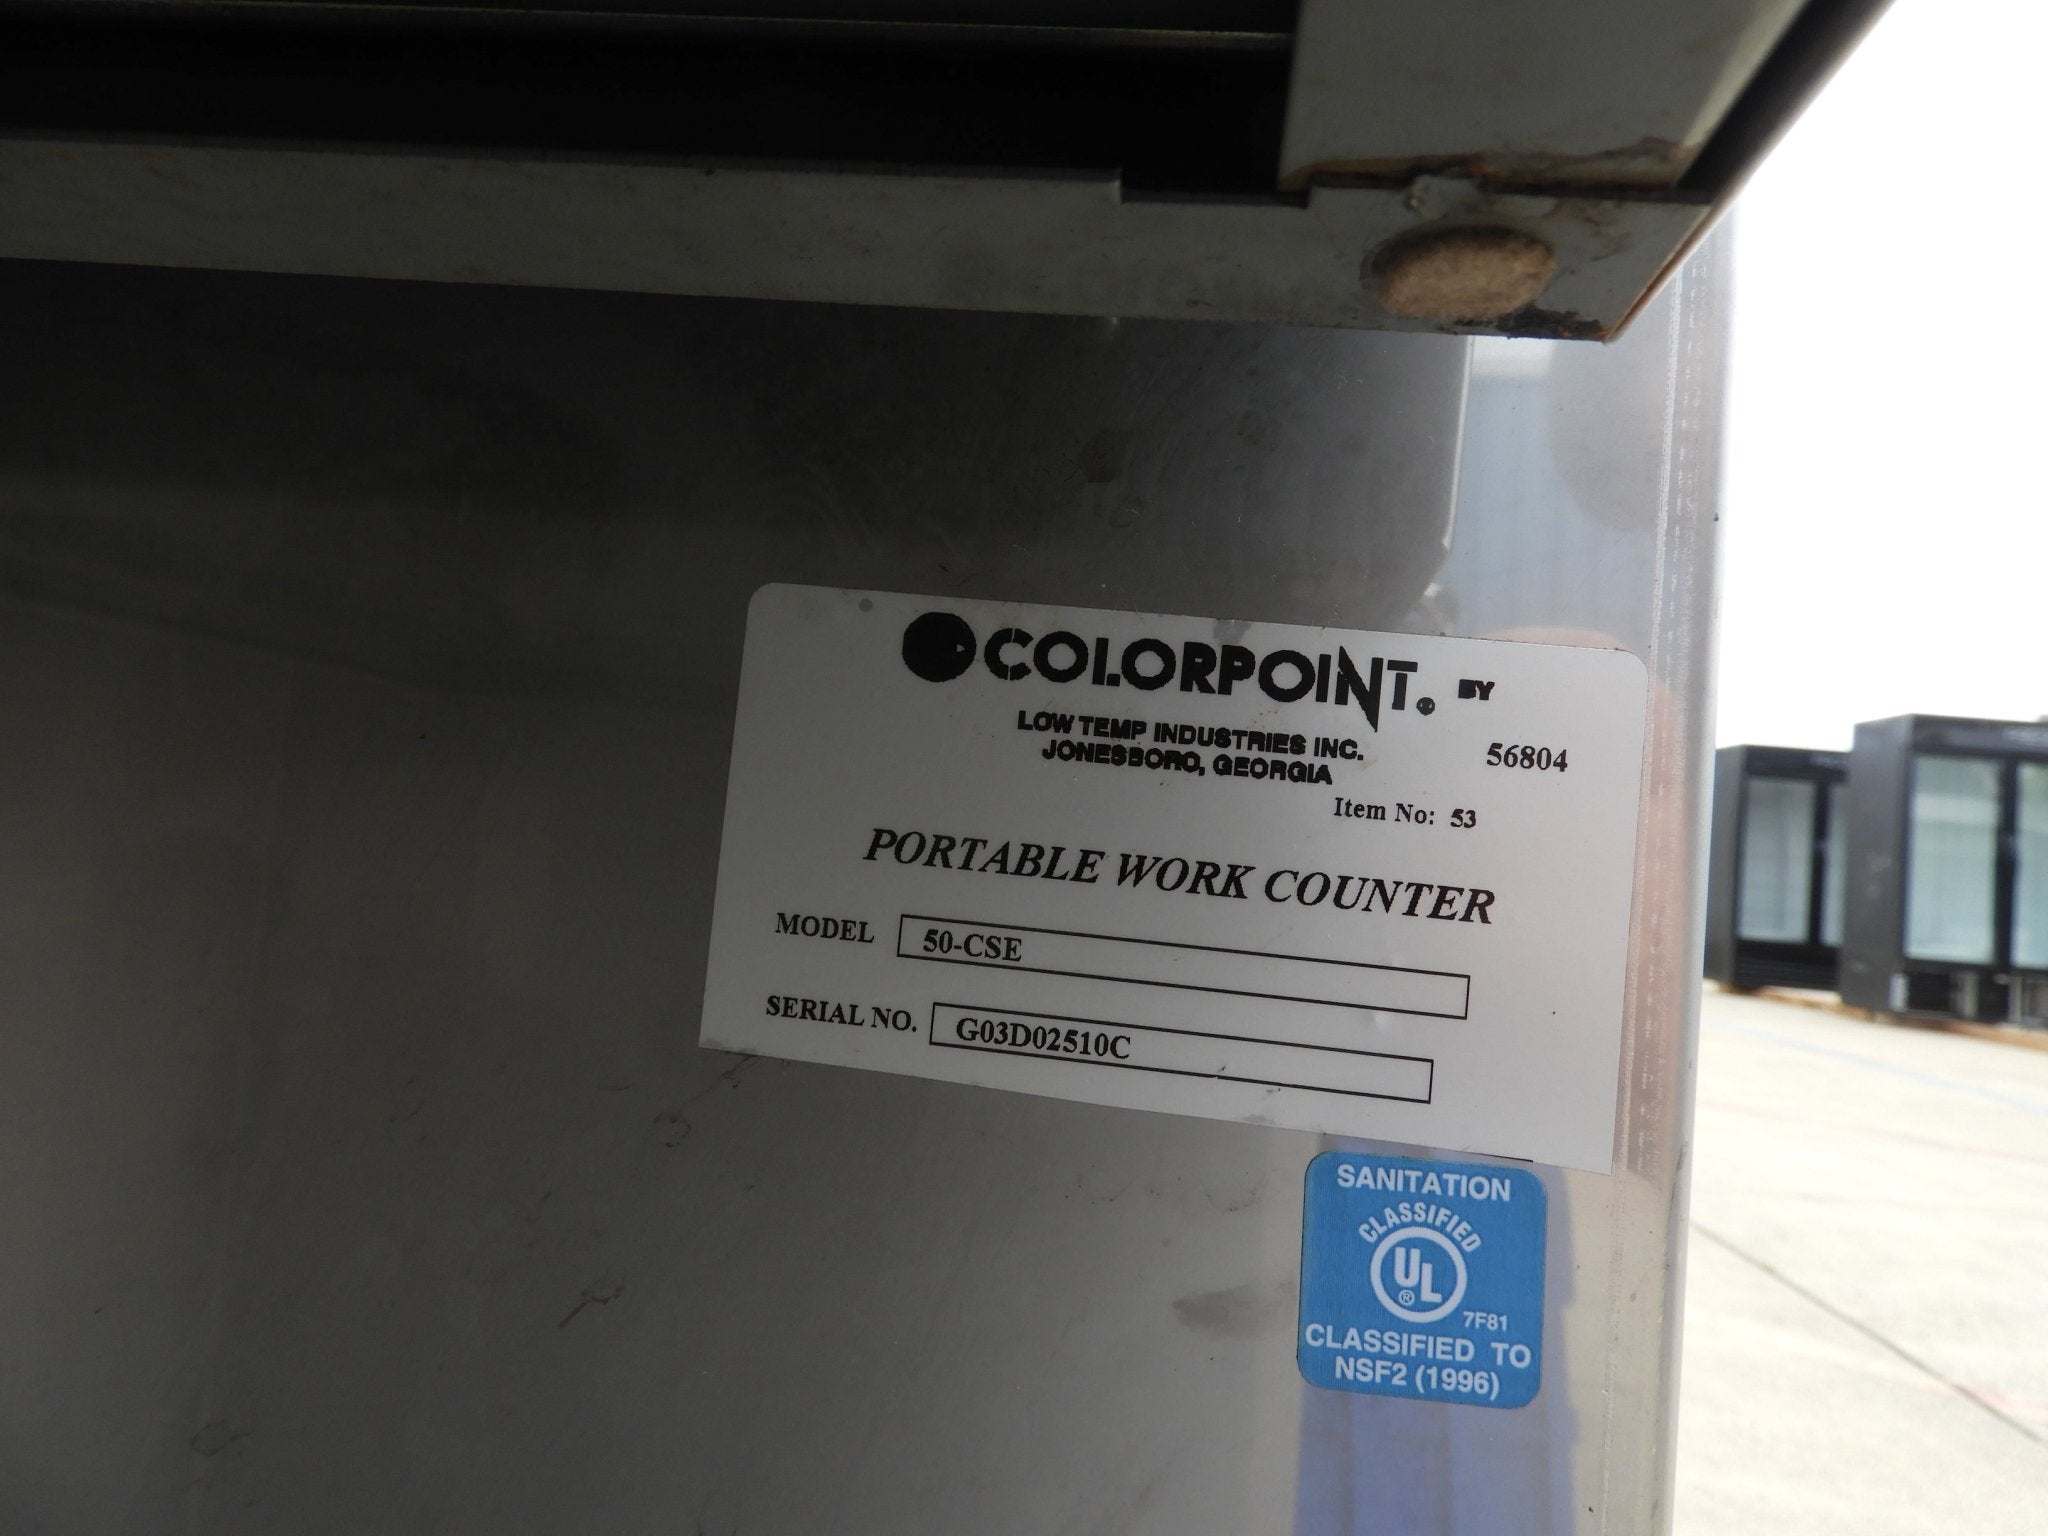 COLORPOINT. BY
LOW TEMP INDUSTRIES INC.
JONESBORO, GEORGIA
56804
Item No: 53
PORTABLE WORK COUNTER
MODEL 50-CSE
SERIAL NO. G03D02510C
SANITATION
CLASSIFIED
UL
®
7F81
CLASSIFIED TO
NSF2 (1996)